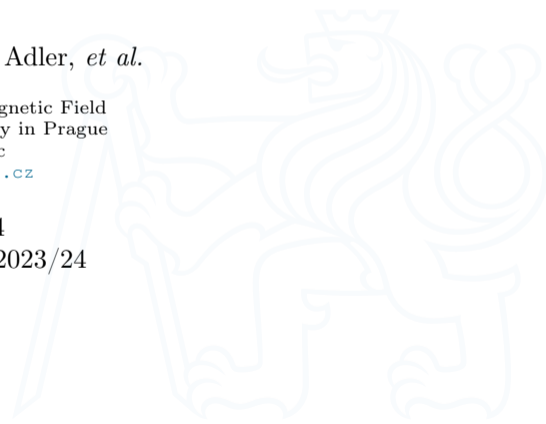 Adler, et al.
gnetic Field
y in Prague
c
.cz
4
2023/24